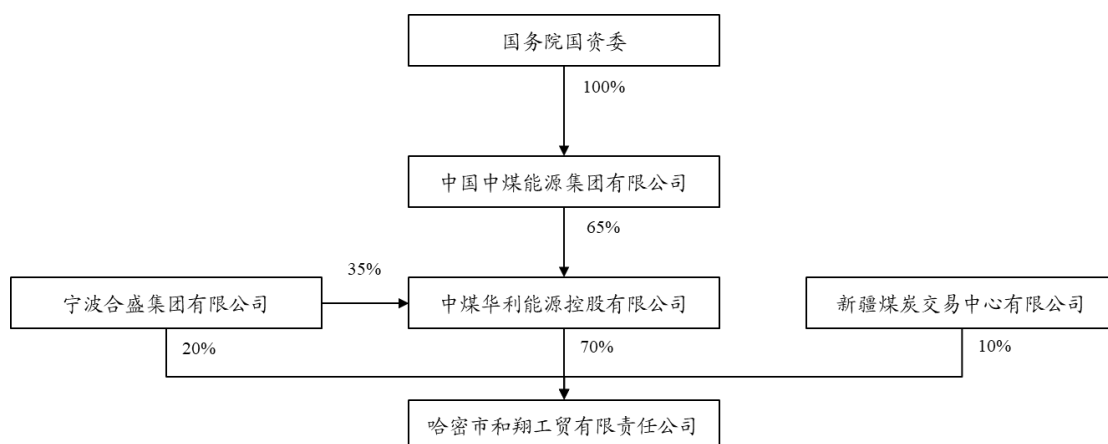 国务院国资委
100%
中国中煤能源集团有限公司
65%
35%
宁波合盛集团有限公司
中煤华利能源控股有限公司
新疆煤炭交易中心有限公司
20%
70%
10%
哈密市和翔工贸有限责任公司